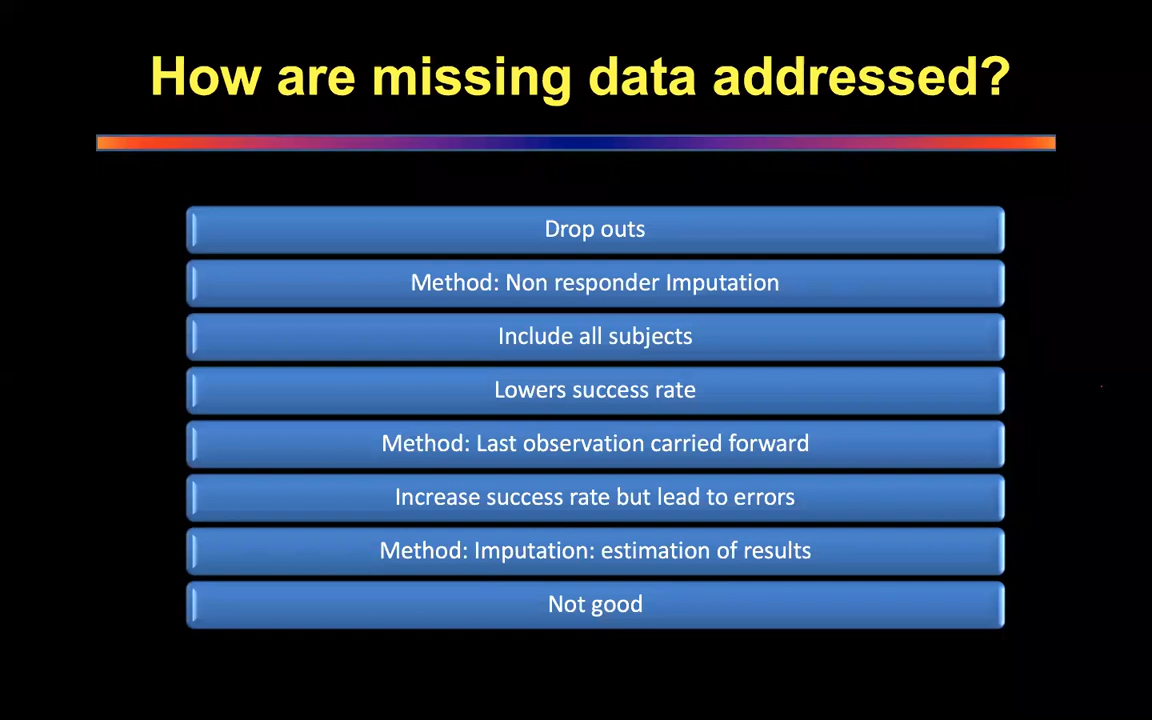 How are missing data addressed?
Drop outs
Method: Non responder Imputation
Include all subjects
Lowers success rate
Method: Last observation carried forward
Increase success rate but lead to errors
Method: Imputation: estimation of results
Not good